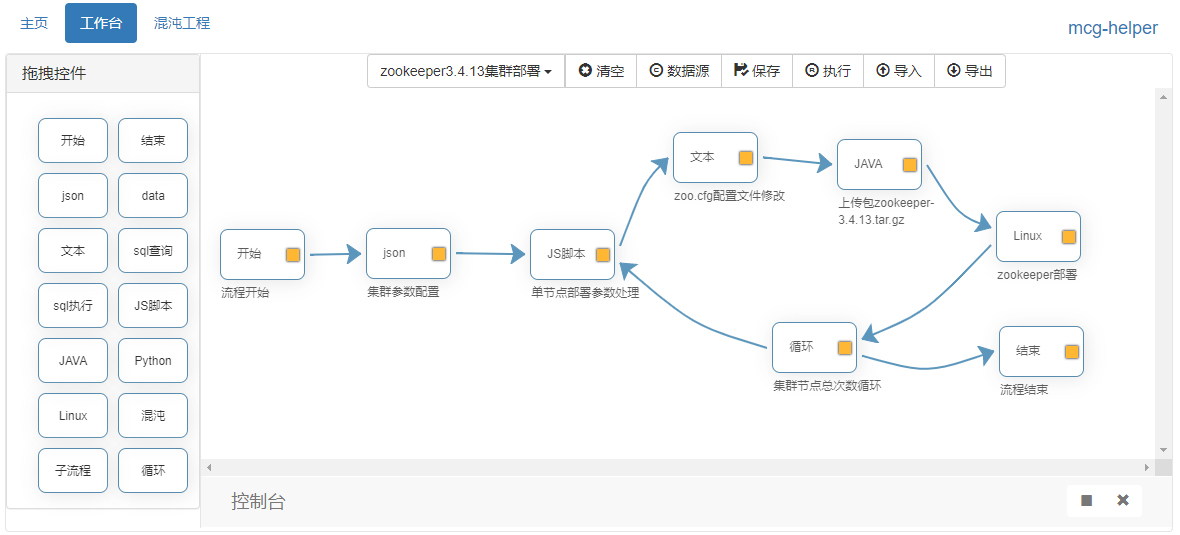 主页 工作台 混沌工程
mcg-helper
拖拽控件
zookeeper3.4.13集群部署 清空 数据源 保存 执行 导入 导出
开始 结束
json data
文本 sql查询
sql执行 JS脚本
JAVA Python
Linux 混沌
子流程 循环
开始
流程开始
json
集群参数配置
JS脚本
单节点部署参数处理
文本
zoo.cfg配置文件修改
JAVA
上传包zookeeper-
3.4.13.tar.gz
Linux
zookeeper部署
循环
集群节点总次数循环
结束
流程结束
控制台